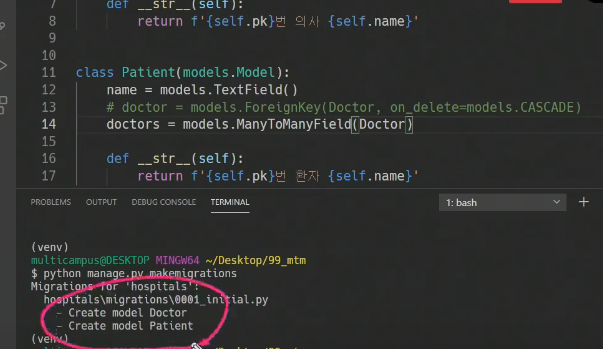 7 def __str__(self):
8 return f'{self.pk}번 의사 {self.name}'
9
10
11 class Patient(models.Model):
12 name = models.TextField()
13 # doctor = models.ForeignKey(Doctor, on_delete=models.CASCADE)
14 doctors = models.ManyToManyField(Doctor)
15
16 def __str__(self):
17 return f'{self.pk}번 환자 {self.name}'
PROBLEMS OUTPUT DEBUG CONSOLE TERMINAL 1: bash
(venv)
multicampus@DESKTOP MINGW64 ~/Desktop/99_mtm
$ python manage.py makemigrations
Migrations for 'hospitals':
hospitals\migrations\0001_initial.py
- Create model Doctor
- Create model Patient
(venv)